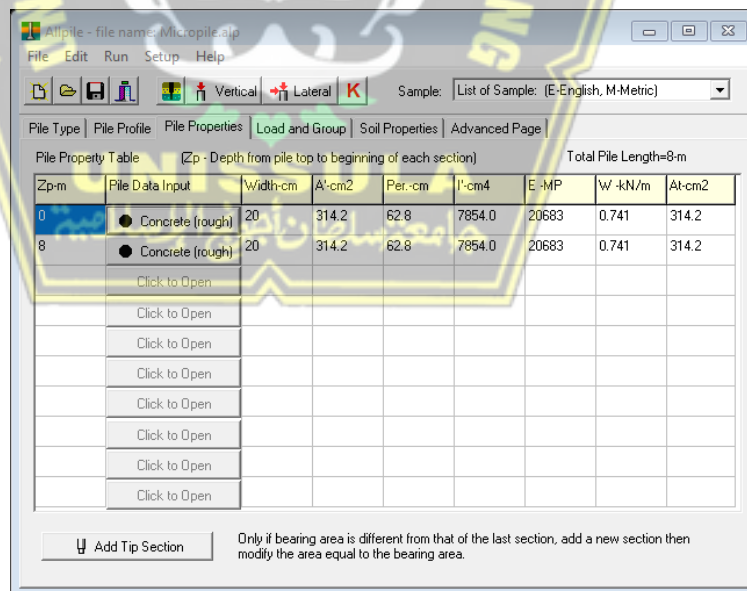 Allpile - file name: Micropile.alp
File Edit Run Setup Help
Vertical Lateral K Sample: List of Sample: (E-English, M-Metric)
Pile Type Pile Profile Pile Properties Load and Group Soil Properties Advanced Page
Pile Property Table (Zp - Depth from pile top to beginning of each section) Total Pile Length=8-m
Zp-m Pile Data Input Width-cm A'-cm2 Per.-cm I'-cm4 E -MP W -kN/m At-cm2
0 Concrete (rough) 20 314.2 62.8 7854.0 20683 0.741 314.2
8 Concrete (rough) 20 314.2 62.8 7854.0 20683 0.741 314.2
Click to Open
Click to Open
Click to Open
Click to Open
Click to Open
Click to Open
Click to Open
Click to Open
Add Tip Section
Only if bearing area is different from that of the last section, add a new section then
modify the area equal to the bearing area.
NG
UNISSULA